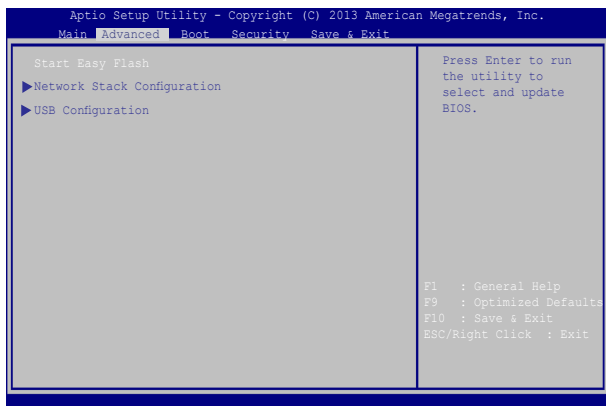 Aptio Setup Utility - Copyright (C) 2013 American Megatrends, Inc.
Main Advanced Boot Security Save & Exit
Start Easy Flash
▶Network Stack Configuration
▶USB Configuration
Press Enter to run
the utility to
select and update
BIOS.
F1 : General Help
F9 : Optimized Defaults
F10 : Save & Exit
ESC/Right Click : Exit